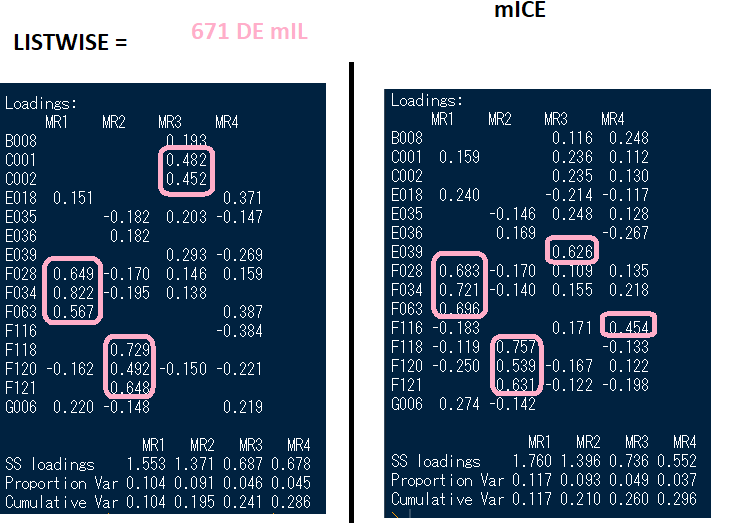 LISTWISE =
671 DE mIL
Loadings:
MR1 MR2 MR3 MR4
B008 0.193
C001 0.482
C002 0.452
E018 0.151 0.371
E035 -0.182 0.203 -0.147
E036 0.182
E039 0.293 -0.269
F028 0.649 -0.170 0.146 0.159
F034 0.822 -0.195 0.138
F063 0.567 0.387
F116 -0.384
F118 0.729
F120 -0.162 0.492 -0.150 -0.221
F121 0.648
G006 0.220 -0.148 0.219
MR1 MR2 MR3 MR4
SS loadings 1.553 1.371 0.687 0.678
Proportion Var 0.104 0.091 0.046 0.045
Cumulative Var 0.104 0.195 0.241 0.286
mICE
Loadings:
MR1 MR2 MR3 MR4
B008 0.116 0.248
C001 0.159 0.236 0.112
C002 0.235 0.130
E018 0.240 -0.214 -0.117
E035 -0.146 0.248 0.128
E036 0.169 -0.267
E039 0.626
F028 0.683 -0.170 0.109 0.135
F034 0.721 -0.140 0.155 0.218
F063 0.696
F116 -0.183 0.171 0.454
F118 -0.119 0.757 -0.133
F120 -0.250 0.539 -0.167 0.122
F121 0.631 -0.122 -0.198
G006 0.274 -0.142
MR1 MR2 MR3 MR4
SS loadings 1.760 1.396 0.736 0.552
Proportion Var 0.117 0.093 0.049 0.037
Cumulative Var 0.117 0.210 0.260 0.296